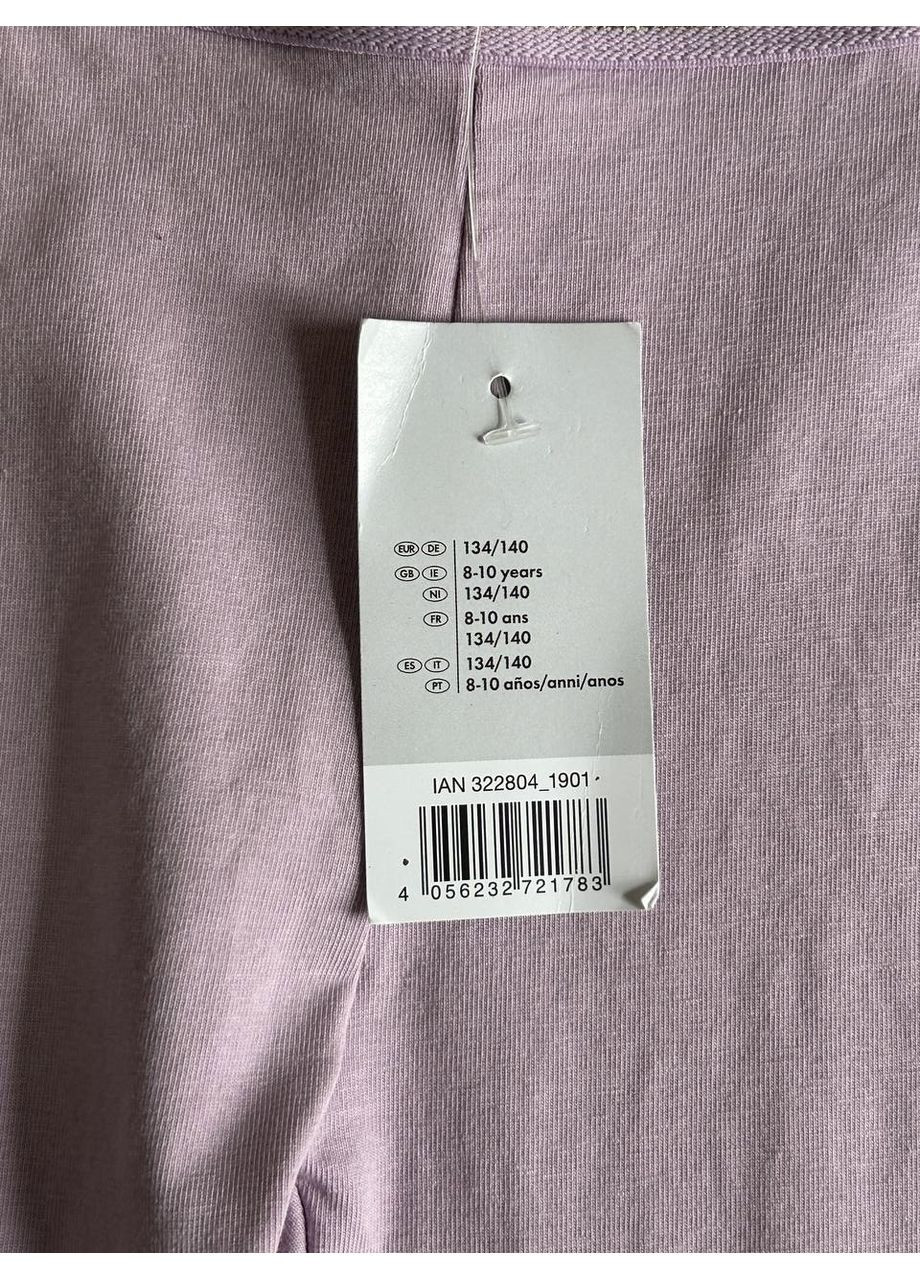 EUR DE 134/140
GB IE 8-10 years
NI 134/140
FR 8-10 ans
134/140
ES IT 134/140
PT 8-10 años/anni/anos
IAN 322804_1901
4 056232 721783